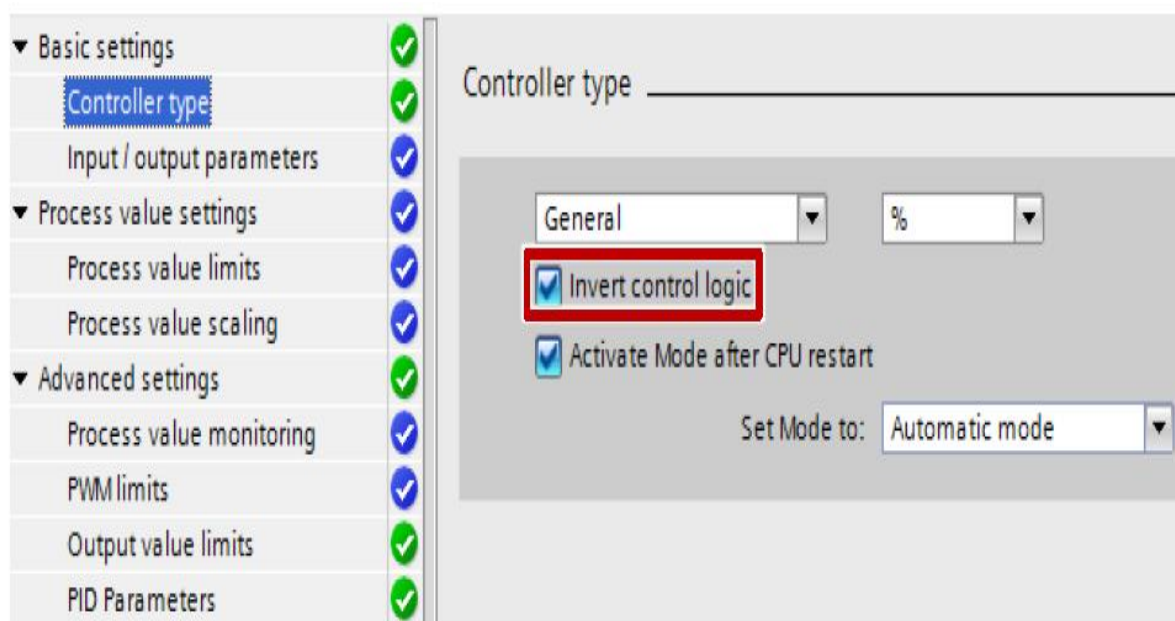 Basic settings
Controller type
Input / output parameters
Process value settings
Process value limits
Process value scaling
Advanced settings
Process value monitoring
PWM limits
Output value limits
PID Parameters
Controller type
General %
Invert control logic
Activate Mode after CPU restart
Set Mode to: Automatic mode